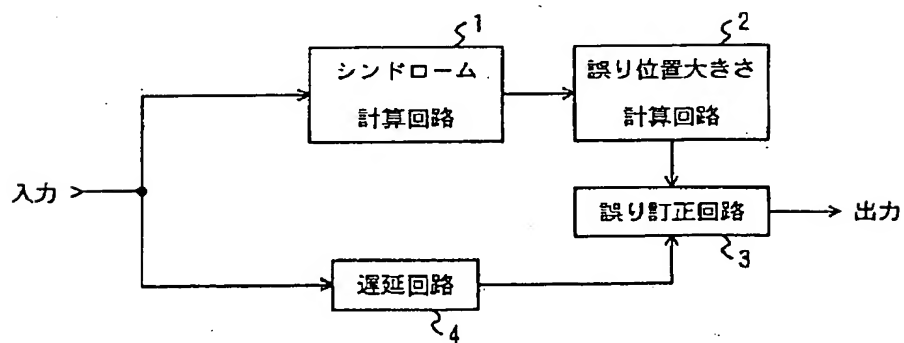 1
シンドローム
計算回路
2
誤り位置大きさ
計算回路
入力
誤り訂正回路
3
出力
遅延回路
4